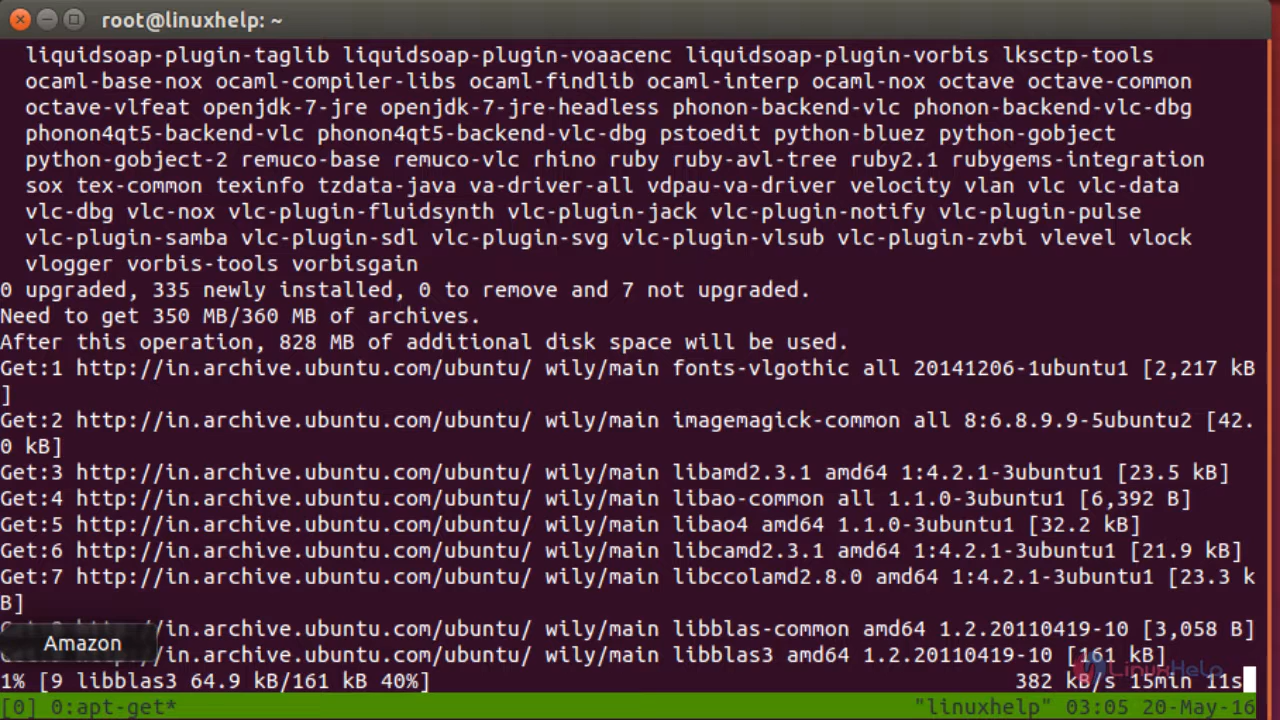 root@linuxhelp: ~
liquidsoap-plugin-taglib liquidsoap-plugin-voaacenc liquidsoap-plugin-vorbis lksctp-tools
ocaml-base-nox ocaml-compiler-libs ocaml-findlib ocaml-interp ocaml-nox octave octave-common
octave-vlfeat openjdk-7-jre openjdk-7-jre-headless phonon-backend-vlc phonon-backend-vlc-dbg
phonon4qt5-backend-vlc phonon4qt5-backend-vlc-dbg pstoedit python-bluez python-gobject
python-gobject-2 remuco-base remuco-vlc rhino ruby ruby-avl-tree ruby2.1 rubygems-integration
sox tex-common texinfo tzdata-java va-driver-all vdpau-va-driver velocity vlan vlc vlc-data
vlc-dbg vlc-nox vlc-plugin-fluidsynth vlc-plugin-jack vlc-plugin-notify vlc-plugin-pulse
vlc-plugin-samba vlc-plugin-sdl vlc-plugin-svg vlc-plugin-vlsub vlc-plugin-zvbi vlevel vlock
vlogger vorbis-tools vorbisgain
0 upgraded, 335 newly installed, 0 to remove and 7 not upgraded.
Need to get 350 MB/360 MB of archives.
After this operation, 828 MB of additional disk space will be used.
Get:1 http://in.archive.ubuntu.com/ubuntu/ wily/main fonts-vlgothic all 20141206-1ubuntu1 [2,217 kB
]
Get:2 http://in.archive.ubuntu.com/ubuntu/ wily/main imagemagick-common all 8:6.8.9.9-5ubuntu2 [42.
0 kB]
Get:3 http://in.archive.ubuntu.com/ubuntu/ wily/main libamd2.3.1 amd64 1:4.2.1-3ubuntu1 [23.5 kB]
Get:4 http://in.archive.ubuntu.com/ubuntu/ wily/main libao-common all 1.1.0-3ubuntu1 [6,392 B]
Get:5 http://in.archive.ubuntu.com/ubuntu/ wily/main libao4 amd64 1.1.0-3ubuntu1 [32.2 kB]
Get:6 http://in.archive.ubuntu.com/ubuntu/ wily/main libcamd2.3.1 amd64 1:4.2.1-3ubuntu1 [21.9 kB]
Get:7 http://in.archive.ubuntu.com/ubuntu/ wily/main libccolamd2.8.0 amd64 1:4.2.1-3ubuntu1 [23.3 k
B]
/in.archive.ubuntu.com/ubuntu/ wily/main libblas-common amd64 1.2.20110419-10 [3,058 B]
Amazon
/in.archive.ubuntu.com/ubuntu/ wily/main libblas3 amd64 1.2.20110419-10 [161 kB]
LinuxHelp
1% [9 libblas3 64.9 kB/161 kB 40%] 382 kB/s 15min 11s
[0] 0:apt-get* "linuxhelp" 03:05 20-May-16